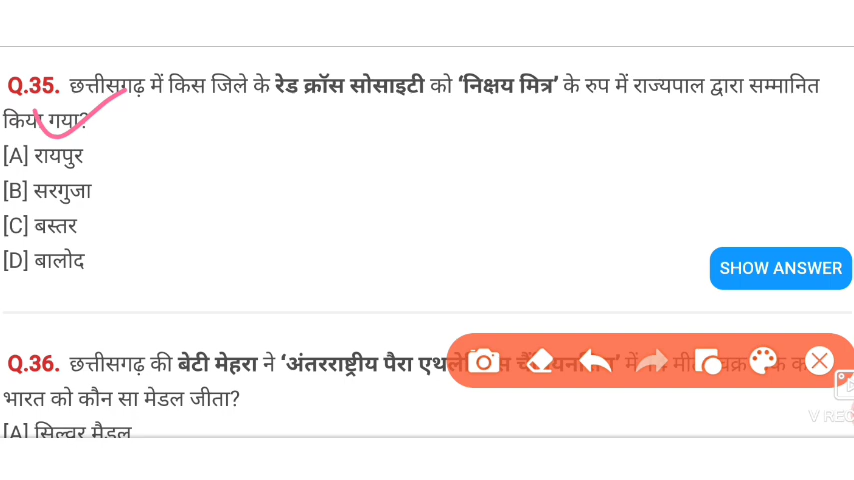 Q.35. छत्तीसगढ़ में किस जिले के रेड क्रॉस सोसाइटी को ‘निक्षय मित्र’ के रुप में राज्यपाल द्वारा सम्मानित
किया गया?
[A] रायपुर
[B] सरगुजा
[C] बस्तर
[D] बालोद
SHOW ANSWER
Q.36. छत्तीसगढ़ की बेटी मेहरा ने ‘अंतरराष्ट्रीय पैरा में
भारत को कौन सा मेडल जीता?
[A] सिल्वर मैडल
V REC